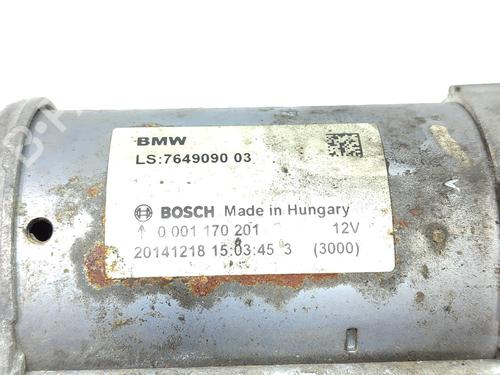 BMW
LS:7649090 03
BOSCH Made in Hungary
↑ 0 001 170 201 12V
20141218 15:03:45 3 (3000)